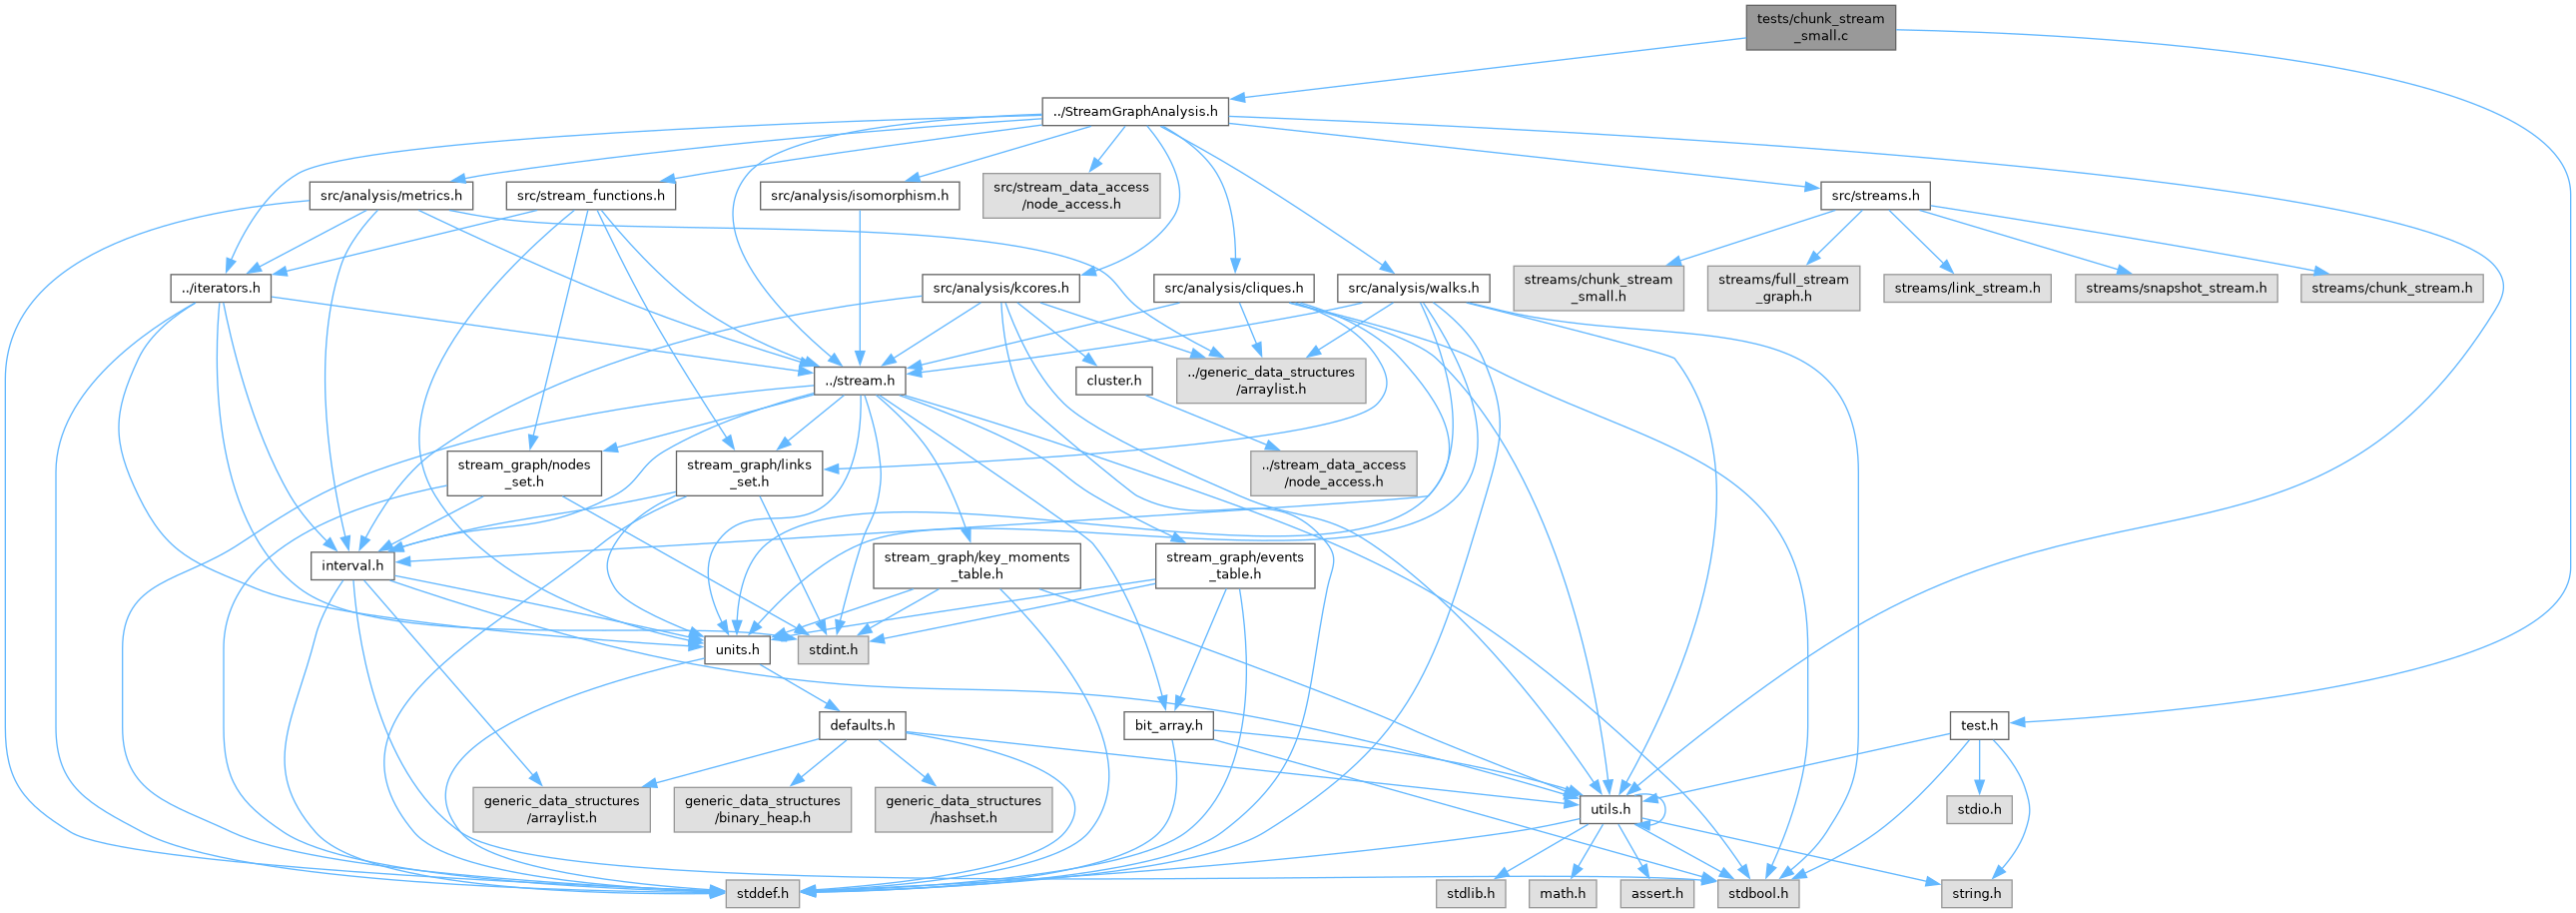 tests/chunk_stream
_small.c
../StreamGraphAnalysis.h
src/analysis/metrics.h
src/stream_functions.h
src/analysis/isomorphism.h
src/stream_data_access
/node_access.h
src/streams.h
../iterators.h
src/analysis/kcores.h
src/analysis/cliques.h
src/analysis/walks.h
streams/chunk_stream
_small.h
streams/full_stream
_graph.h
streams/link_stream.h
streams/snapshot_stream.h
streams/chunk_stream.h
../stream.h
cluster.h
../generic_data_structures
/arraylist.h
stream_graph/nodes
_set.h
stream_graph/links
_set.h
../stream_data_access
/node_access.h
interval.h
stream_graph/key_moments
_table.h
stream_graph/events
_table.h
units.h
stdint.h
defaults.h
bit_array.h
test.h
generic_data_structures
/arraylist.h
generic_data_structures
/binary_heap.h
generic_data_structures
/hashset.h
utils.h
stdio.h
stddef.h
stdlib.h
math.h
assert.h
stdbool.h
string.h